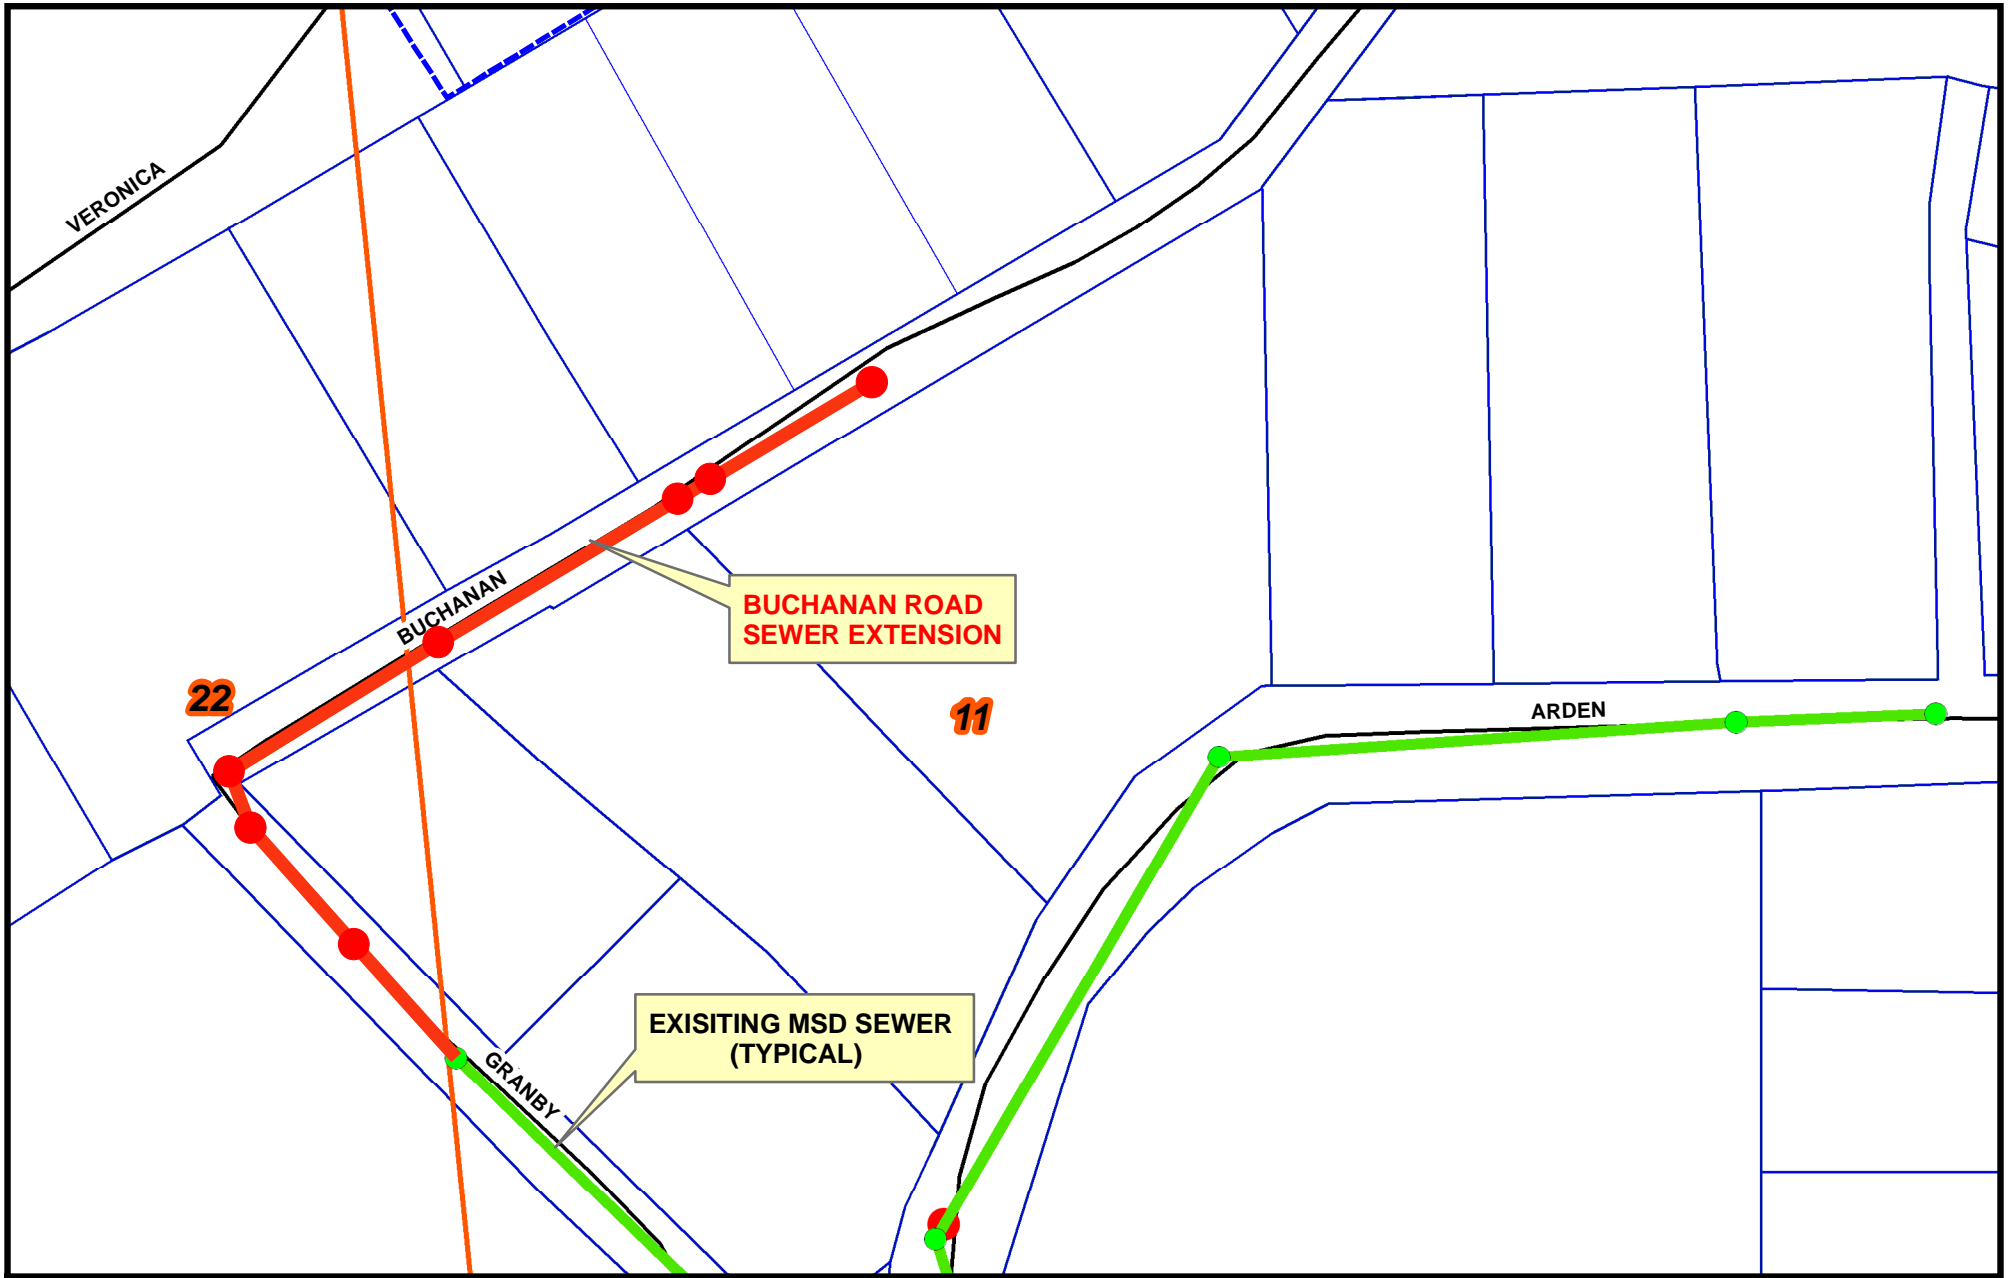 VERONICA
BUCHANAN
BUCHANAN ROAD
SEWER EXTENSION
22
11
ARDEN
EXISITING MSD SEWER
(TYPICAL)
GRANBY